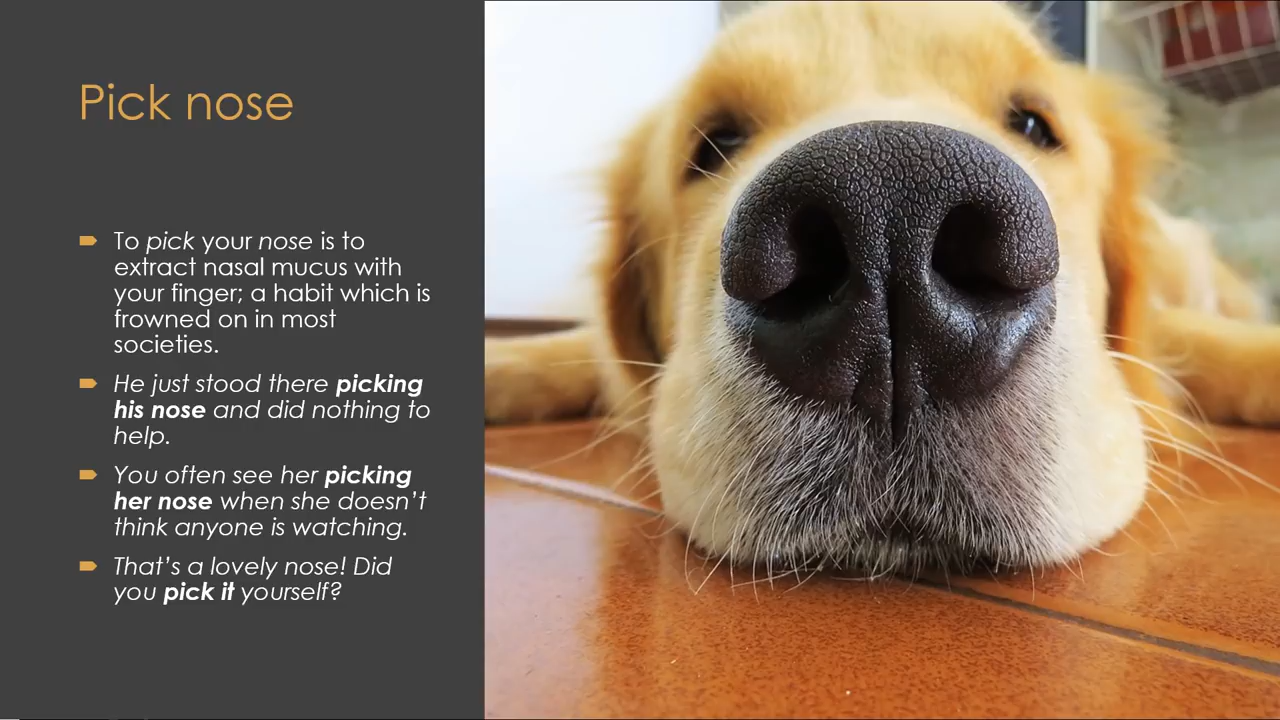 Pick nose
To pick your nose is to
extract nasal mucus with
your finger; a habit which is
frowned on in most
societies.
He just stood there picking
his nose and did nothing to
help.
You often see her picking
her nose when she doesn’t
think anyone is watching.
That’s a lovely nose! Did
you pick it yourself?